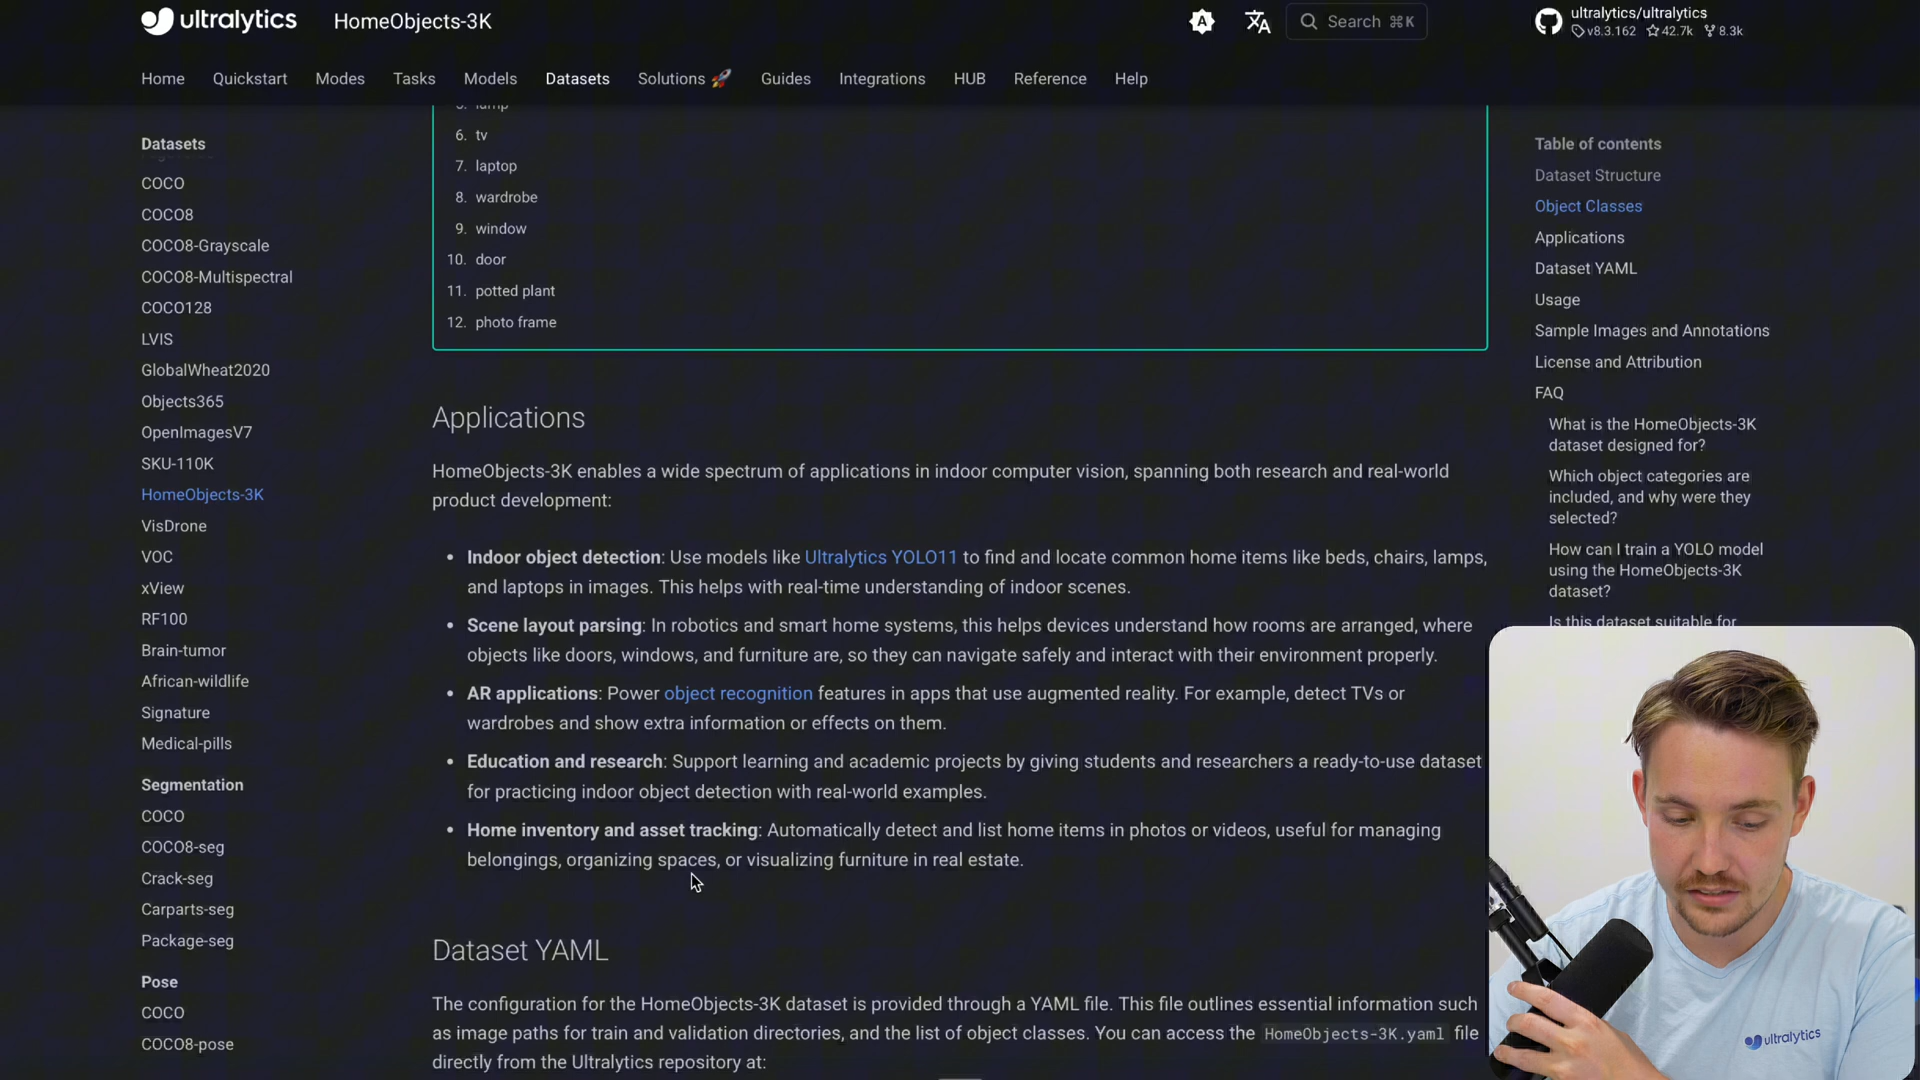 ultralytics HomeObjects-3K
Search ⌘K
ultralytics/ultralytics
v8.3.162 42.7k 8.3k
Home Quickstart Modes Tasks Models Datasets Solutions 🚀 Guides Integrations HUB Reference Help
Datasets
COCO
COCO8
COCO8-Grayscale
COCO8-Multispectral
COCO128
LVIS
GlobalWheat2020
Objects365
OpenImagesV7
SKU-110K
HomeObjects-3K
VisDrone
VOC
xView
RF100
Brain-tumor
African-wildlife
Signature
Medical-pills
Segmentation
COCO
COCO8-seg
Crack-seg
Carparts-seg
Package-seg
Pose
COCO
COCO8-pose
5. lamp
6. tv
7. laptop
8. wardrobe
9. window
10. door
11. potted plant
12. photo frame
Applications
HomeObjects-3K enables a wide spectrum of applications in indoor computer vision, spanning both research and real-world
product development:
• Indoor object detection: Use models like Ultralytics YOLO11 to find and locate common home items like beds, chairs, lamps,
and laptops in images. This helps with real-time understanding of indoor scenes.
• Scene layout parsing: In robotics and smart home systems, this helps devices understand how rooms are arranged, where
objects like doors, windows, and furniture are, so they can navigate safely and interact with their environment properly.
• AR applications: Power object recognition features in apps that use augmented reality. For example, detect TVs or
wardrobes and show extra information or effects on them.
• Education and research: Support learning and academic projects by giving students and researchers a ready-to-use dataset
for practicing indoor object detection with real-world examples.
• Home inventory and asset tracking: Automatically detect and list home items in photos or videos, useful for managing
belongings, organizing spaces, or visualizing furniture in real estate.
Dataset YAML
The configuration for the HomeObjects-3K dataset is provided through a YAML file. This file outlines essential information such
as image paths for train and validation directories, and the list of object classes. You can access the HomeObjects-3K.yaml file
directly from the Ultralytics repository at:
Table of contents
Dataset Structure
Object Classes
Applications
Dataset YAML
Usage
Sample Images and Annotations
License and Attribution
FAQ
What is the HomeObjects-3K
dataset designed for?
Which object categories are
included, and why were they
selected?
How can I train a YOLO model
using the HomeObjects-3K
dataset?
Is this dataset suitable for
ultralytics